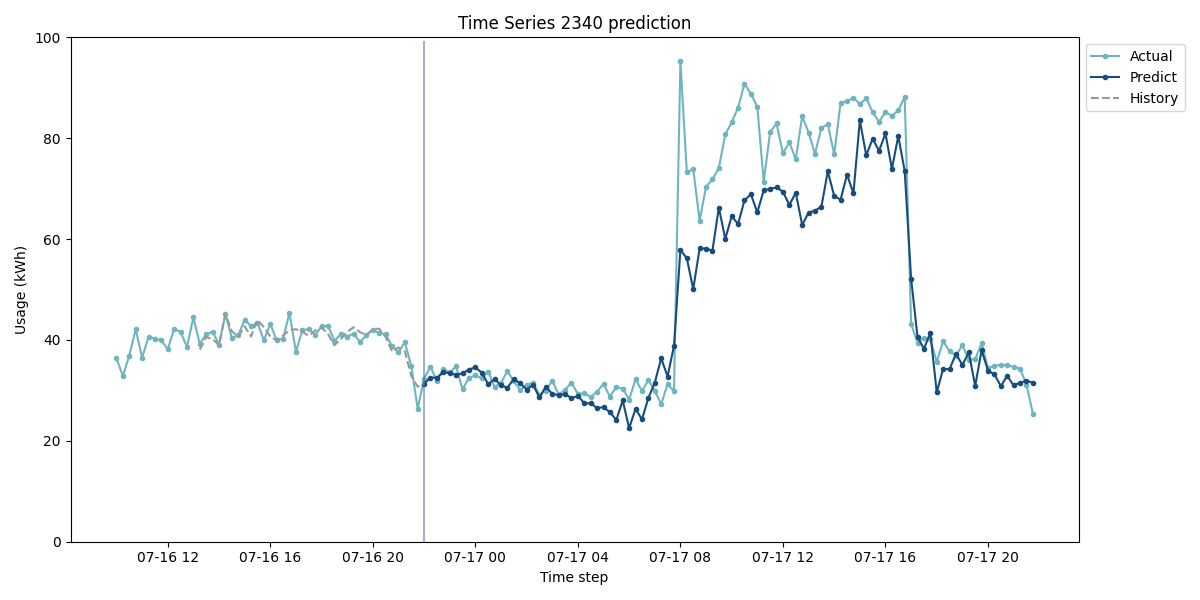 Time Series 2340 prediction
Usage (kWh)
100
80
60
40
20
0
07-16 12
07-16 16
07-16 20
07-17 00
07-17 04
07-17 08
07-17 12
07-17 16
07-17 20
Time step
Actual
Predict
History